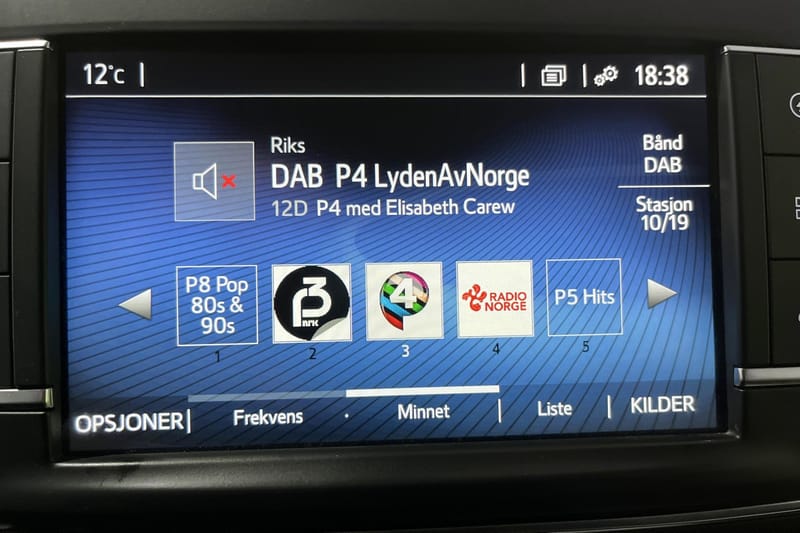 12°C
18:38
Riks
DAB P4 LydenAvNorge
12D P4 med Elisabeth Carew
Bånd
DAB
Stasjon
10/19
P8 Pop
80s &
90s
P3
NRK
4
RADIO
NORGE
P5 Hits
1
2
3
4
5
OPSJONER
Frekvens
Minnet
Liste
KILDER